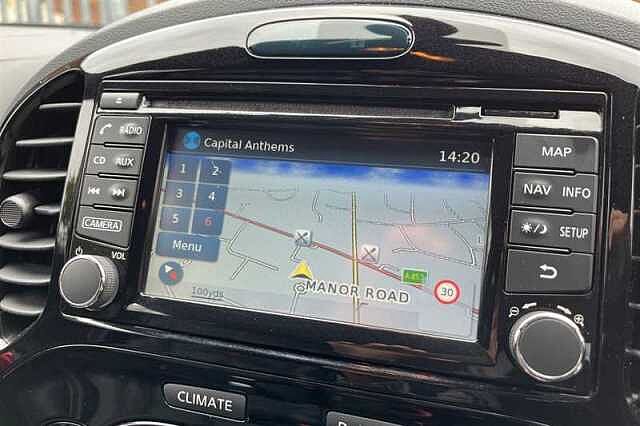 Capital Anthems
14:20
1 2
3 4
5 6
Menu
100yds
MANOR ROAD
30
RADIO
CD AUX
CAMERA
VOL
MAP
NAV INFO
SETUP
CLIMATE